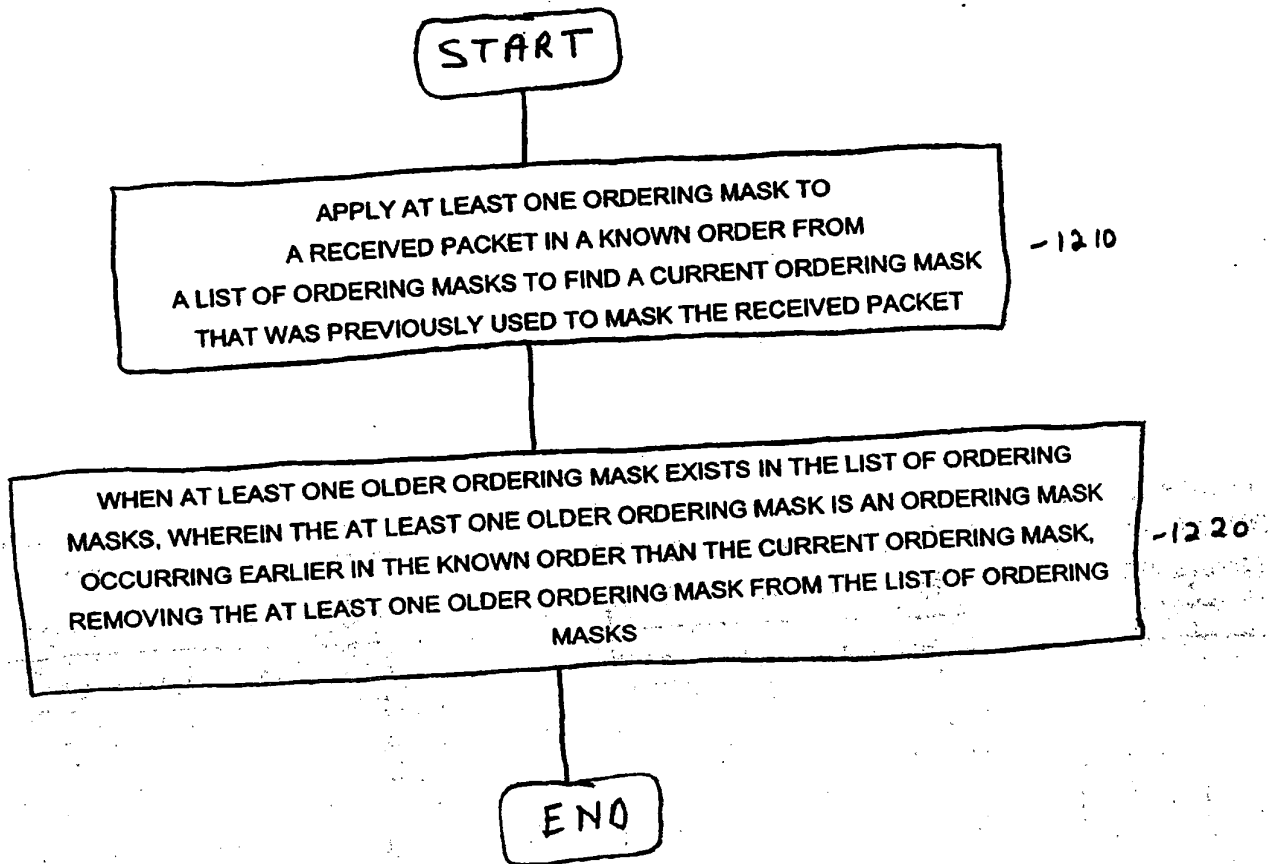 START
APPLY AT LEAST ONE ORDERING MASK TO
A RECEIVED PACKET IN A KNOWN ORDER FROM
A LIST OF ORDERING MASKS TO FIND A CURRENT ORDERING MASK
THAT WAS PREVIOUSLY USED TO MASK THE RECEIVED PACKET
-1210
WHEN AT LEAST ONE OLDER ORDERING MASK EXISTS IN THE LIST OF ORDERING
MASKS, WHEREIN THE AT LEAST ONE OLDER ORDERING MASK IS AN ORDERING MASK
OCCURRING EARLIER IN THE KNOWN ORDER THAN THE CURRENT ORDERING MASK,
REMOVING THE AT LEAST ONE OLDER ORDERING MASK FROM THE LIST OF ORDERING
MASKS
-1220
END